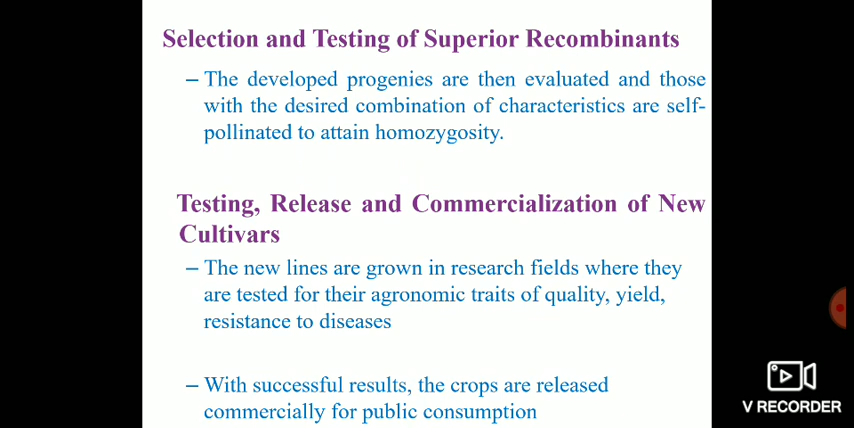 Selection and Testing of Superior Recombinants
– The developed progenies are then evaluated and those
with the desired combination of characteristics are self-
pollinated to attain homozygosity.
Testing, Release and Commercialization of New
Cultivars
– The new lines are grown in research fields where they
are tested for their agronomic traits of quality, yield,
resistance to diseases
– With successful results, the crops are released
commercially for public consumption
V RECORDER